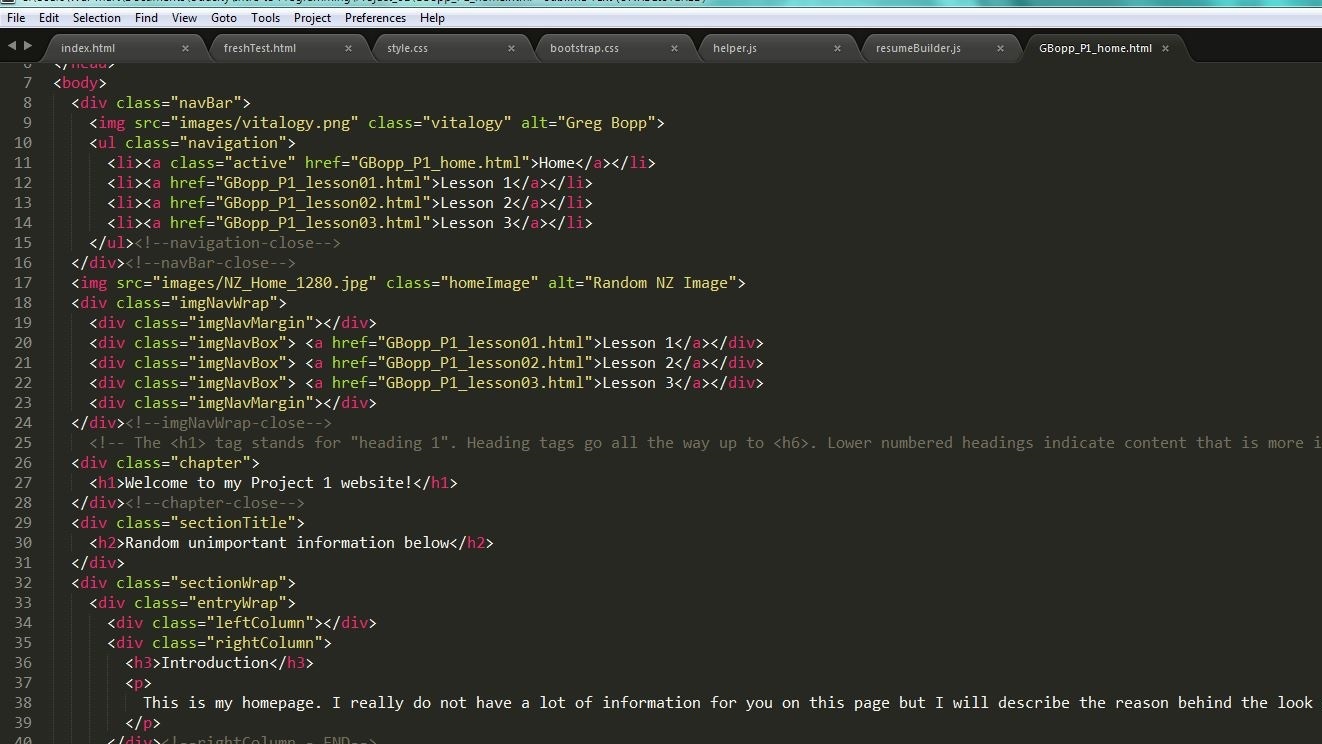 File Edit Selection Find View Goto Tools Project Preferences Help
index.html × freshTest.html × style.css × bootstrap.css × helper.js × resumeBuilder.js × GBopp_P1_home.html ×
6 </head>
7 <body>
8 <div class="navBar">
9 <img src="images/vitalogy.png" class="vitalogy" alt="Greg Bopp">
10 <ul class="navigation">
11 <li><a class="active" href="GBopp_P1_home.html">Home</a></li>
12 <li><a href="GBopp_P1_lesson01.html">Lesson 1</a></li>
13 <li><a href="GBopp_P1_lesson02.html">Lesson 2</a></li>
14 <li><a href="GBopp_P1_lesson03.html">Lesson 3</a></li>
15 </ul><!--navigation-close-->
16 </div><!--navBar-close-->
17 <img src="images/NZ_Home_1280.jpg" class="homeImage" alt="Random NZ Image">
18 <div class="imgNavWrap">
19 <div class="imgNavMargin"></div>
20 <div class="imgNavBox"> <a href="GBopp_P1_lesson01.html">Lesson 1</a></div>
21 <div class="imgNavBox"> <a href="GBopp_P1_lesson02.html">Lesson 2</a></div>
22 <div class="imgNavBox"> <a href="GBopp_P1_lesson03.html">Lesson 3</a></div>
23 <div class="imgNavMargin"></div>
24 </div><!--imgNavWrap-close-->
25 <!-- The <h1> tag stands for "heading 1". Heading tags go all the way up to <h6>. Lower numbered headings indicate content that is more i
26 <div class="chapter">
27 <h1>Welcome to my Project 1 website!</h1>
28 </div><!--chapter-close-->
29 <div class="sectionTitle">
30 <h2>Random unimportant information below</h2>
31 </div>
32 <div class="sectionWrap">
33 <div class="entryWrap">
34 <div class="leftColumn"></div>
35 <div class="rightColumn">
36 <h3>Introduction</h3>
37 <p>
38 This is my homepage. I really do not have a lot of information for you on this page but I will describe the reason behind the look
39 </p>
40 </div><!--rightColumn - END-->